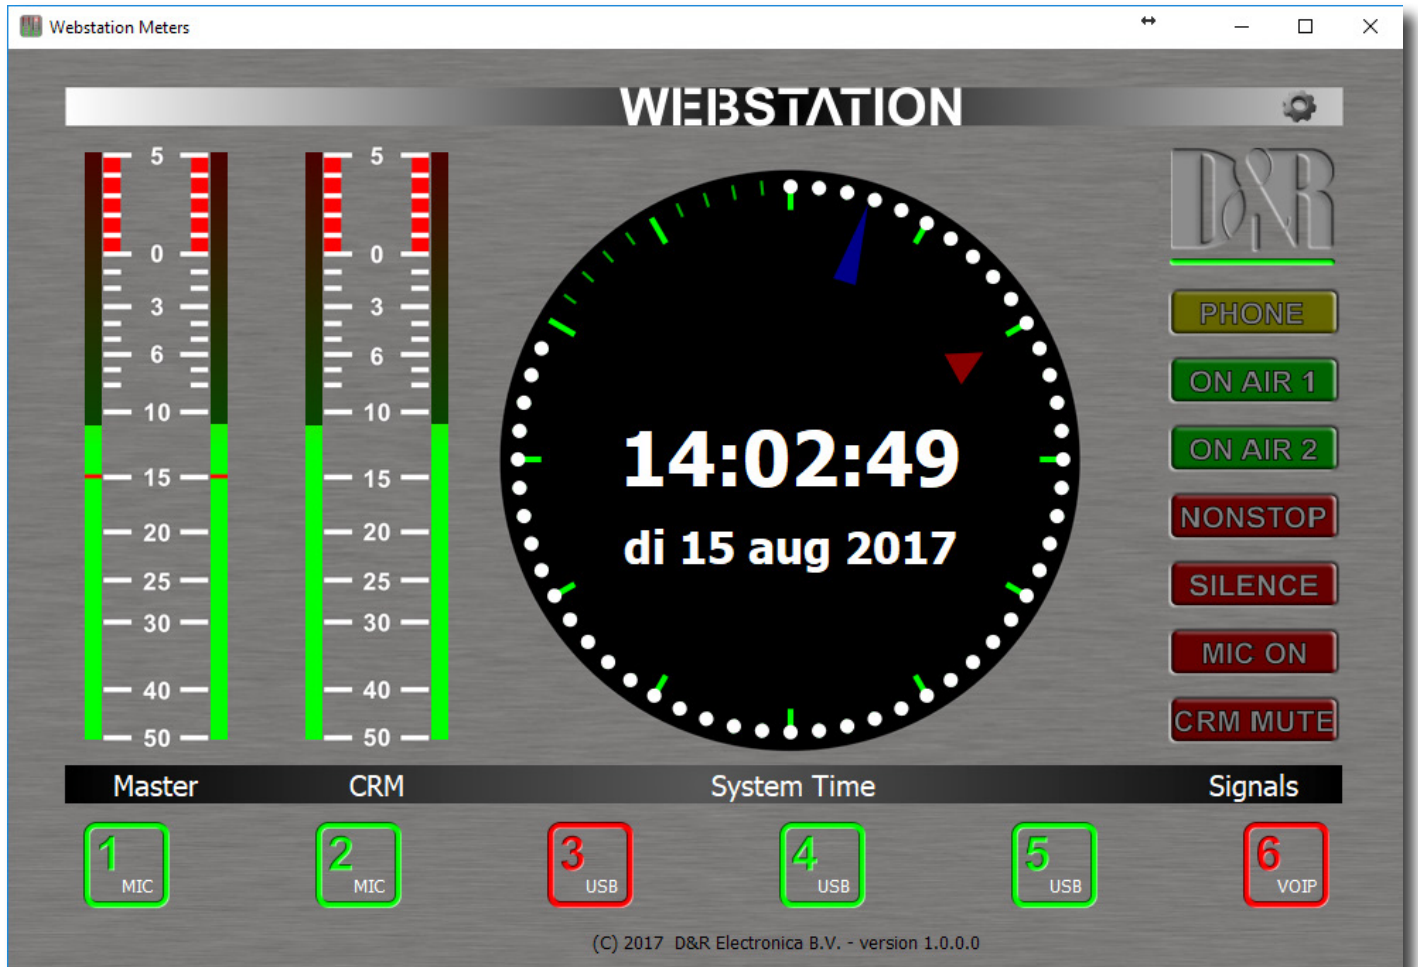 Webstation Meters
WEBSTATION
D&R
5 5
0 0
3 3
6 6
10 10
15 15
20 20
25 25
30 30
40 40
50 50
14:02:49
di 15 aug 2017
PHONE
ON AIR 1
ON AIR 2
NONSTOP
SILENCE
MIC ON
CRM MUTE
Master CRM System Time Signals
1 MIC
2 MIC
3 USB
4 USB
5 USB
6 VOIP
(C) 2017 D&R Electronica B.V. - version 1.0.0.0